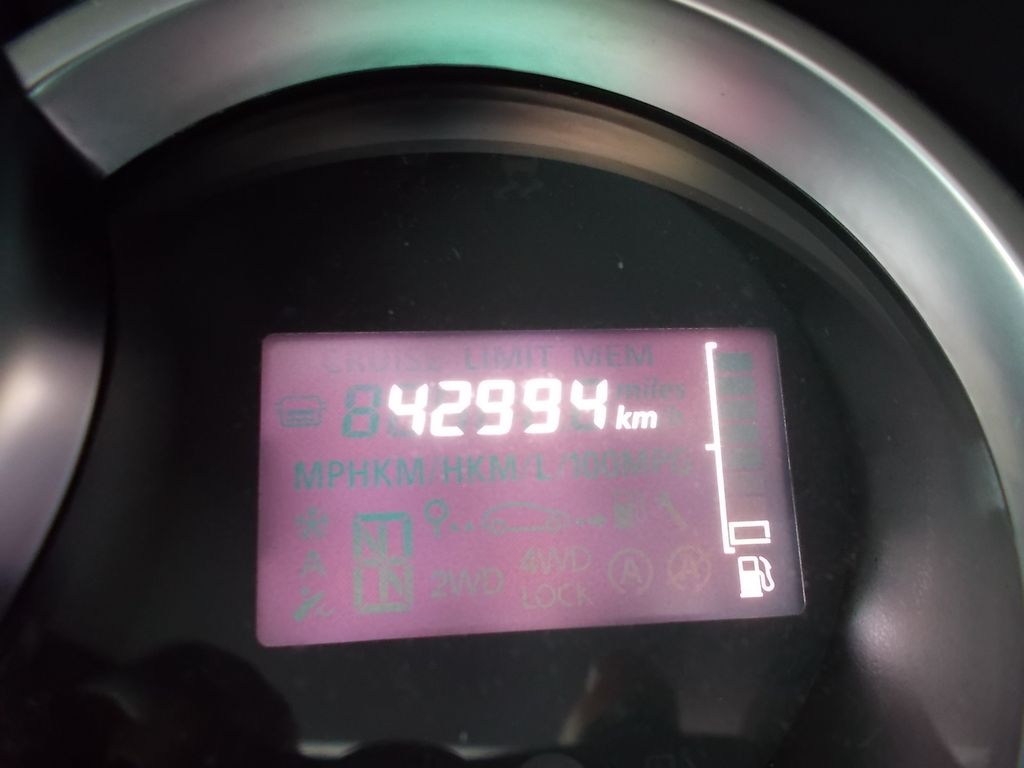 CRUISE LIMIT MEM
42994 km
miles
MPHKM/HKM/L/100MPG
A
2WD 4WD LOCK A A